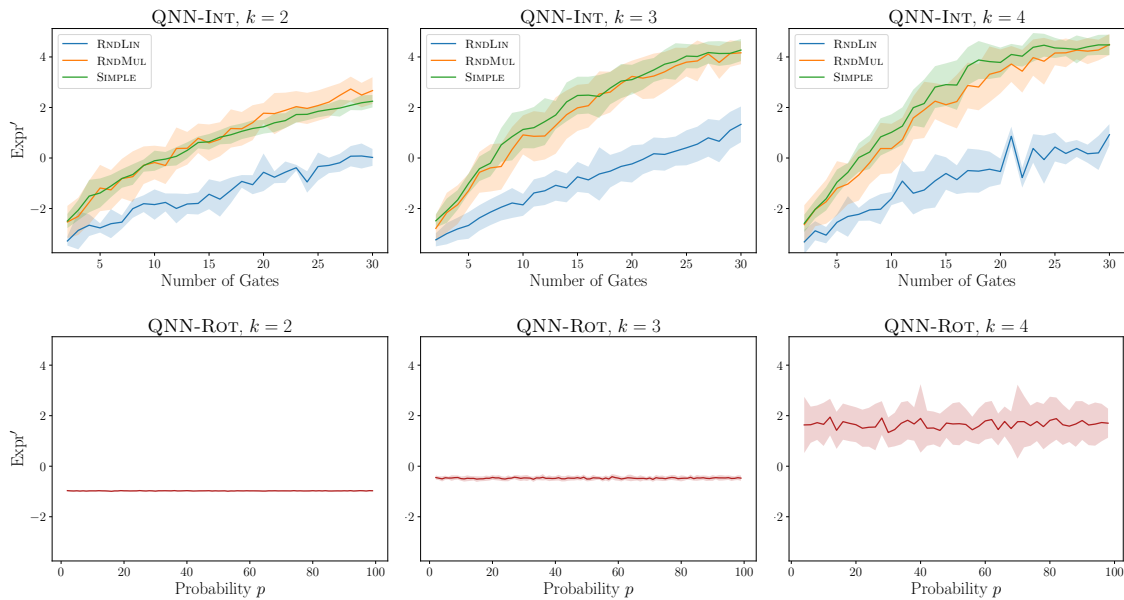 QNN-Int, k = 2
4
2
0
−2
Expr′
RndLin
RndMul
Simple
5 10 15 20 25 30
Number of Gates
QNN-Int, k = 3
4
2
0
-2
RndLin
RndMul
Simple
5 10 15 20 25 30
Number of Gates
QNN-Int, k = 4
4
2
0
-2
RndLin
RndMul
Simple
5 10 15 20 25 30
Number of Gates
QNN-Rot, k = 2
4
2
0
−2
Expr′
0 20 40 60 80 100
Probability p
QNN-Rot, k = 3
4
2
0
-2
0 20 40 60 80 100
Probability p
QNN-Rot, k = 4
4
2
0
-2
0 20 40 60 80 100
Probability p